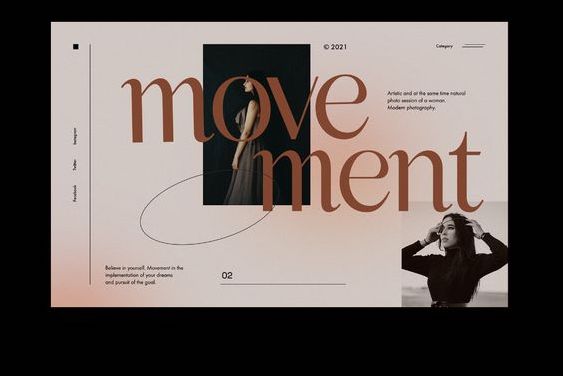 © 2021
Category
move
ment
Artistic and at the same time natural
photo session of a woman.
Modern photography.
Instagram
Twitter
Facebook
Believe in yourself. Movement in the
implementation of your dreams
and pursuit of the goal.
02